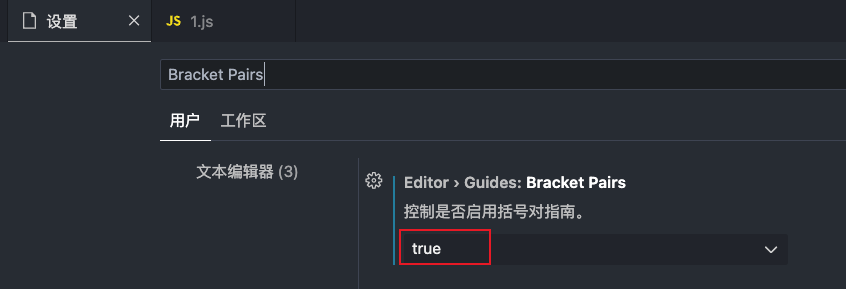 设置
JS 1.js
Bracket Pairs
用户 工作区
文本编辑器 (3)
Editor › Guides: Bracket Pairs
控制是否启用括号对指南。
true